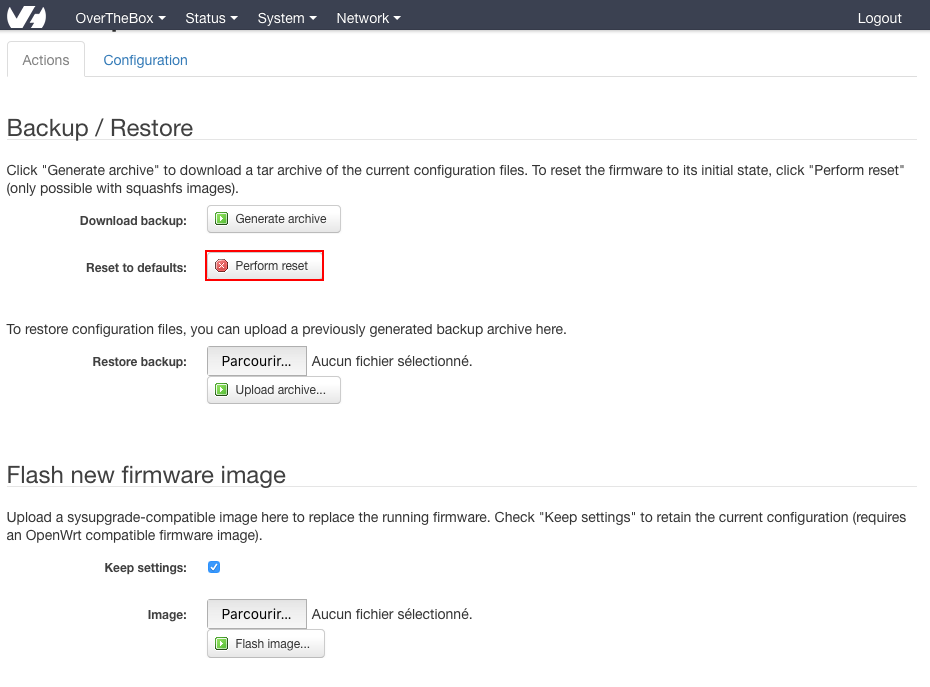 OverTheBox Status System Network Logout
Actions Configuration
Backup / Restore
Click "Generate archive" to download a tar archive of the current configuration files. To reset the firmware to its initial state, click "Perform reset"
(only possible with squashfs images).
Download backup: Generate archive
Reset to defaults: Perform reset
To restore configuration files, you can upload a previously generated backup archive here.
Restore backup: Parcourir... Aucun fichier sélectionné.
Upload archive...
Flash new firmware image
Upload a sysupgrade-compatible image here to replace the running firmware. Check "Keep settings" to retain the current configuration (requires
an OpenWrt compatible firmware image).
Keep settings:
Image: Parcourir... Aucun fichier sélectionné.
Flash image...